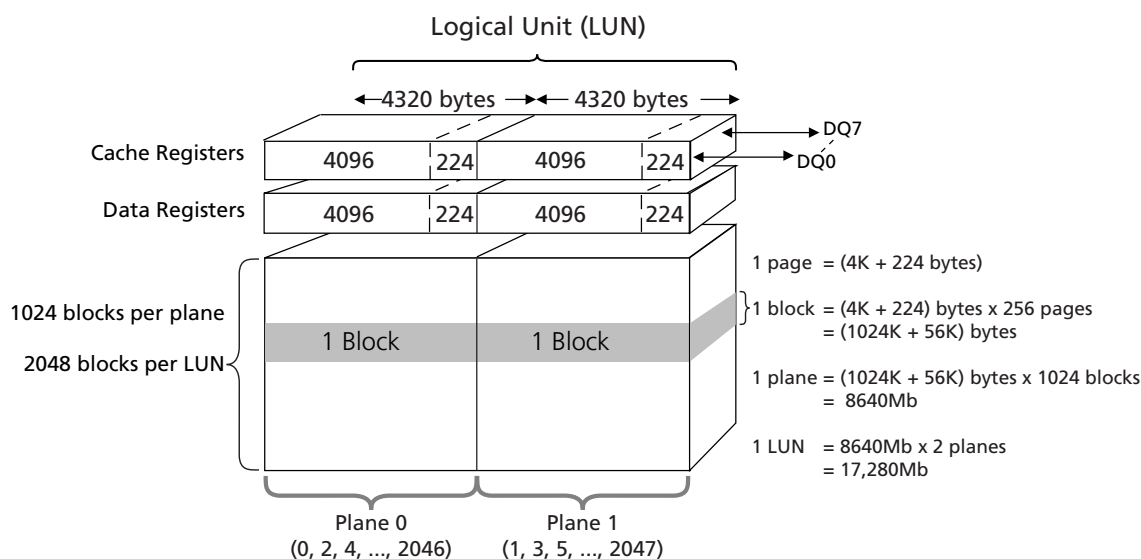 Logical Unit (LUN)
4320 bytes 4320 bytes
Cache Registers
4096 224 4096 224
DQ7
DQ0
Data Registers
4096 224 4096 224
1024 blocks per plane
2048 blocks per LUN
1 Block 1 Block
1 page = (4K + 224 bytes)
1 block = (4K + 224) bytes x 256 pages
= (1024K + 56K) bytes
1 plane = (1024K + 56K) bytes x 1024 blocks
= 8640Mb
1 LUN = 8640Mb x 2 planes
= 17,280Mb
Plane 0
(0, 2, 4, ..., 2046)
Plane 1
(1, 3, 5, ..., 2047)